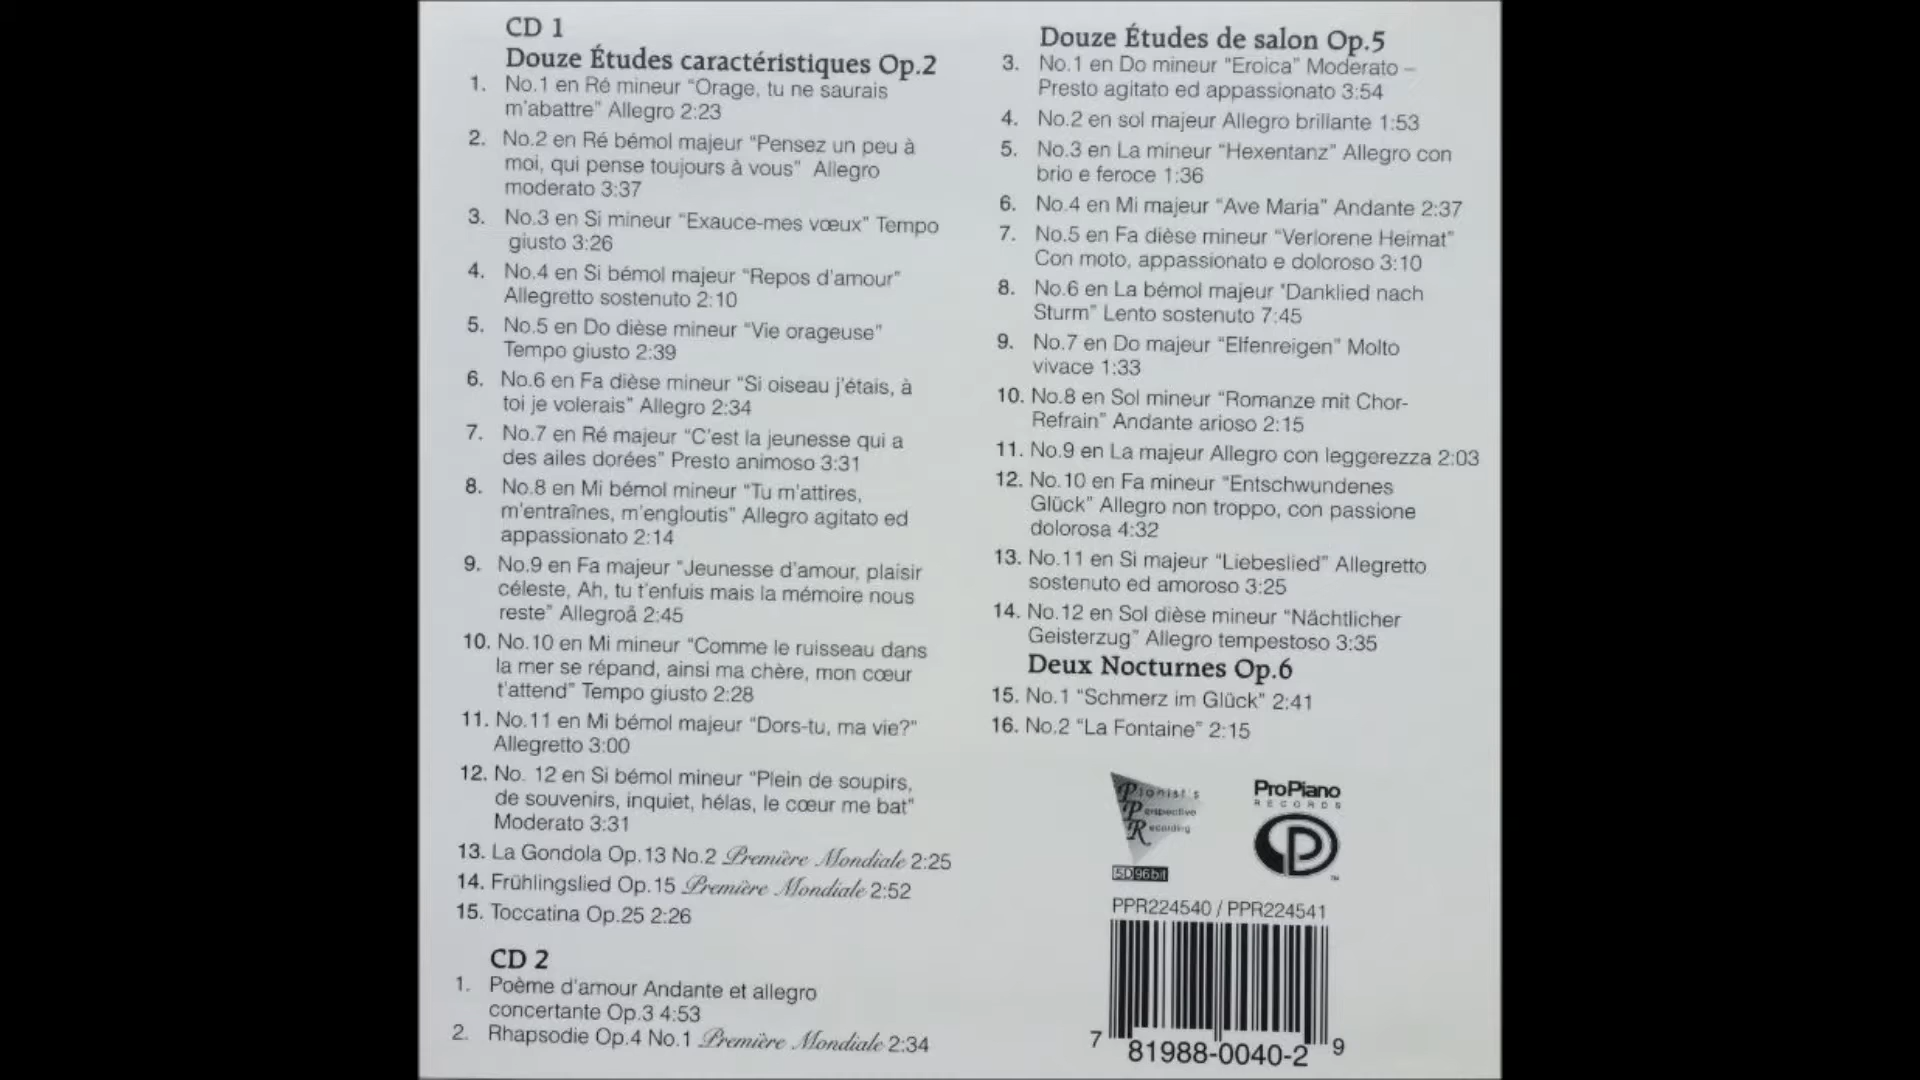 CD 1
Douze Études caractéristiques Op.2
1. No.1 en Ré mineur “Orage, tu ne saurais
m’abattre” Allegro 2:23
2. No.2 en Ré bémol majeur “Pensez un peu à
moi, qui pense toujours à vous” Allegro
moderato 3:37
3. No.3 en Si mineur “Exauce-mes vœux” Tempo
giusto 3:26
4. No.4 en Si bémol majeur “Repos d’amour”
Allegretto sostenuto 2:10
5. No.5 en Do dièse mineur “Vie orageuse”
Tempo giusto 2:39
6. No.6 en Fa dièse mineur “Si oiseau j’étais, à
toi je volerais” Allegro 2:34
7. No.7 en Ré majeur “C’est la jeunesse qui a
des ailes dorées” Presto animoso 3:31
8. No.8 en Mi bémol mineur “Tu m’attires,
m’entraînes, m’engloutis” Allegro agitato ed
appassionato 2:14
9. No.9 en Fa majeur “Jeunesse d’amour, plaisir
céleste, Ah, tu t’enfuis mais la mémoire nous
reste” Allegroâ 2:45
10. No.10 en Mi mineur “Comme le ruisseau dans
la mer se répand, ainsi ma chère, mon cœur
t’attend” Tempo giusto 2:28
11. No.11 en Mi bémol majeur “Dors-tu, ma vie?”
Allegretto 3:00
12. No. 12 en Si bémol mineur “Plein de soupirs,
de souvenirs, inquiet, hélas, le cœur me bat”
Moderato 3:31
13. La Gondola Op.13 No.2 Première Mondiale 2:25
14. Frühlingslied Op.15 Première Mondiale 2:52
15. Toccatina Op.25 2:26
CD 2
1. Poème d’amour Andante et allegro
concertante Op.3 4:53
2. Rhapsodie Op.4 No.1 Première Mondiale 2:34
Douze Études de salon Op.5
3. No.1 en Do mineur “Eroica” Moderato –
Presto agitato ed appassionato 3:54
4. No.2 en sol majeur Allegro brillante 1:53
5. No.3 en La mineur “Hexentanz” Allegro con
brio e feroce 1:36
6. No.4 en Mi majeur “Ave Maria” Andante 2:37
7. No.5 en Fa dièse mineur “Verlorene Heimat”
Con moto, appassionato e doloroso 3:10
8. No.6 en La bémol majeur "Danklied nach
Sturm” Lento sostenuto 7:45
9. No.7 en Do majeur “Elfenreigen” Molto
vivace 1:33
10. No.8 en Sol mineur “Romanze mit Chor-
Refrain” Andante arioso 2:15
11. No.9 en La majeur Allegro con leggerezza 2:03
12. No.10 en Fa mineur “Entschwundenes
Glück” Allegro non troppo, con passione
dolorosa 4:32
13. No.11 en Si majeur “Liebeslied” Allegretto
sostenuto ed amoroso 3:25
14. No.12 en Sol dièse mineur “Nächtlicher
Geisterzug” Allegro tempestoso 3:35
Deux Nocturnes Op.6
15. No.1 “Schmerz im Glück” 2:41
16. No.2 “La Fontaine” 2:15
Pianist's
Perspective
Recording
5D96bit
ProPiano
RECORDS
TM
PPR224540 / PPR224541
7 81988-0040-2 9